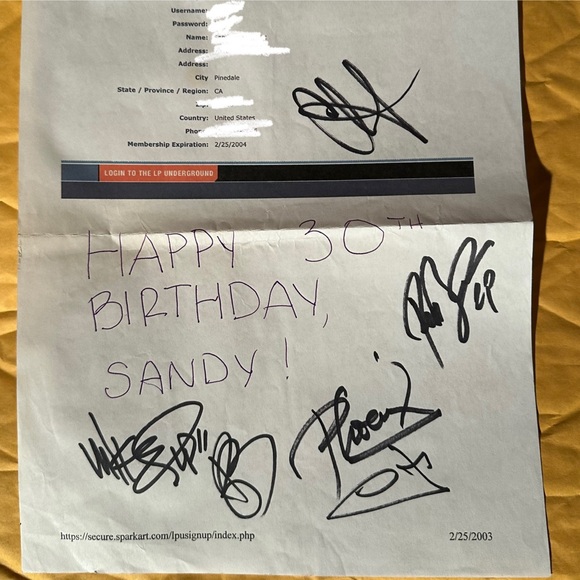 Username:
Password:
Name:
Address:
Address:
City Pinedale
State / Province / Region: CA
Country: United States
Membership Expiration: 2/25/2004
LOGIN TO THE LP UNDERGROUND
HAPPY 30TH
BIRTHDAY,
SANDY!
LP
Phoenix
https://secure.sparkart.com/lpusignup/index.php 2/25/2003